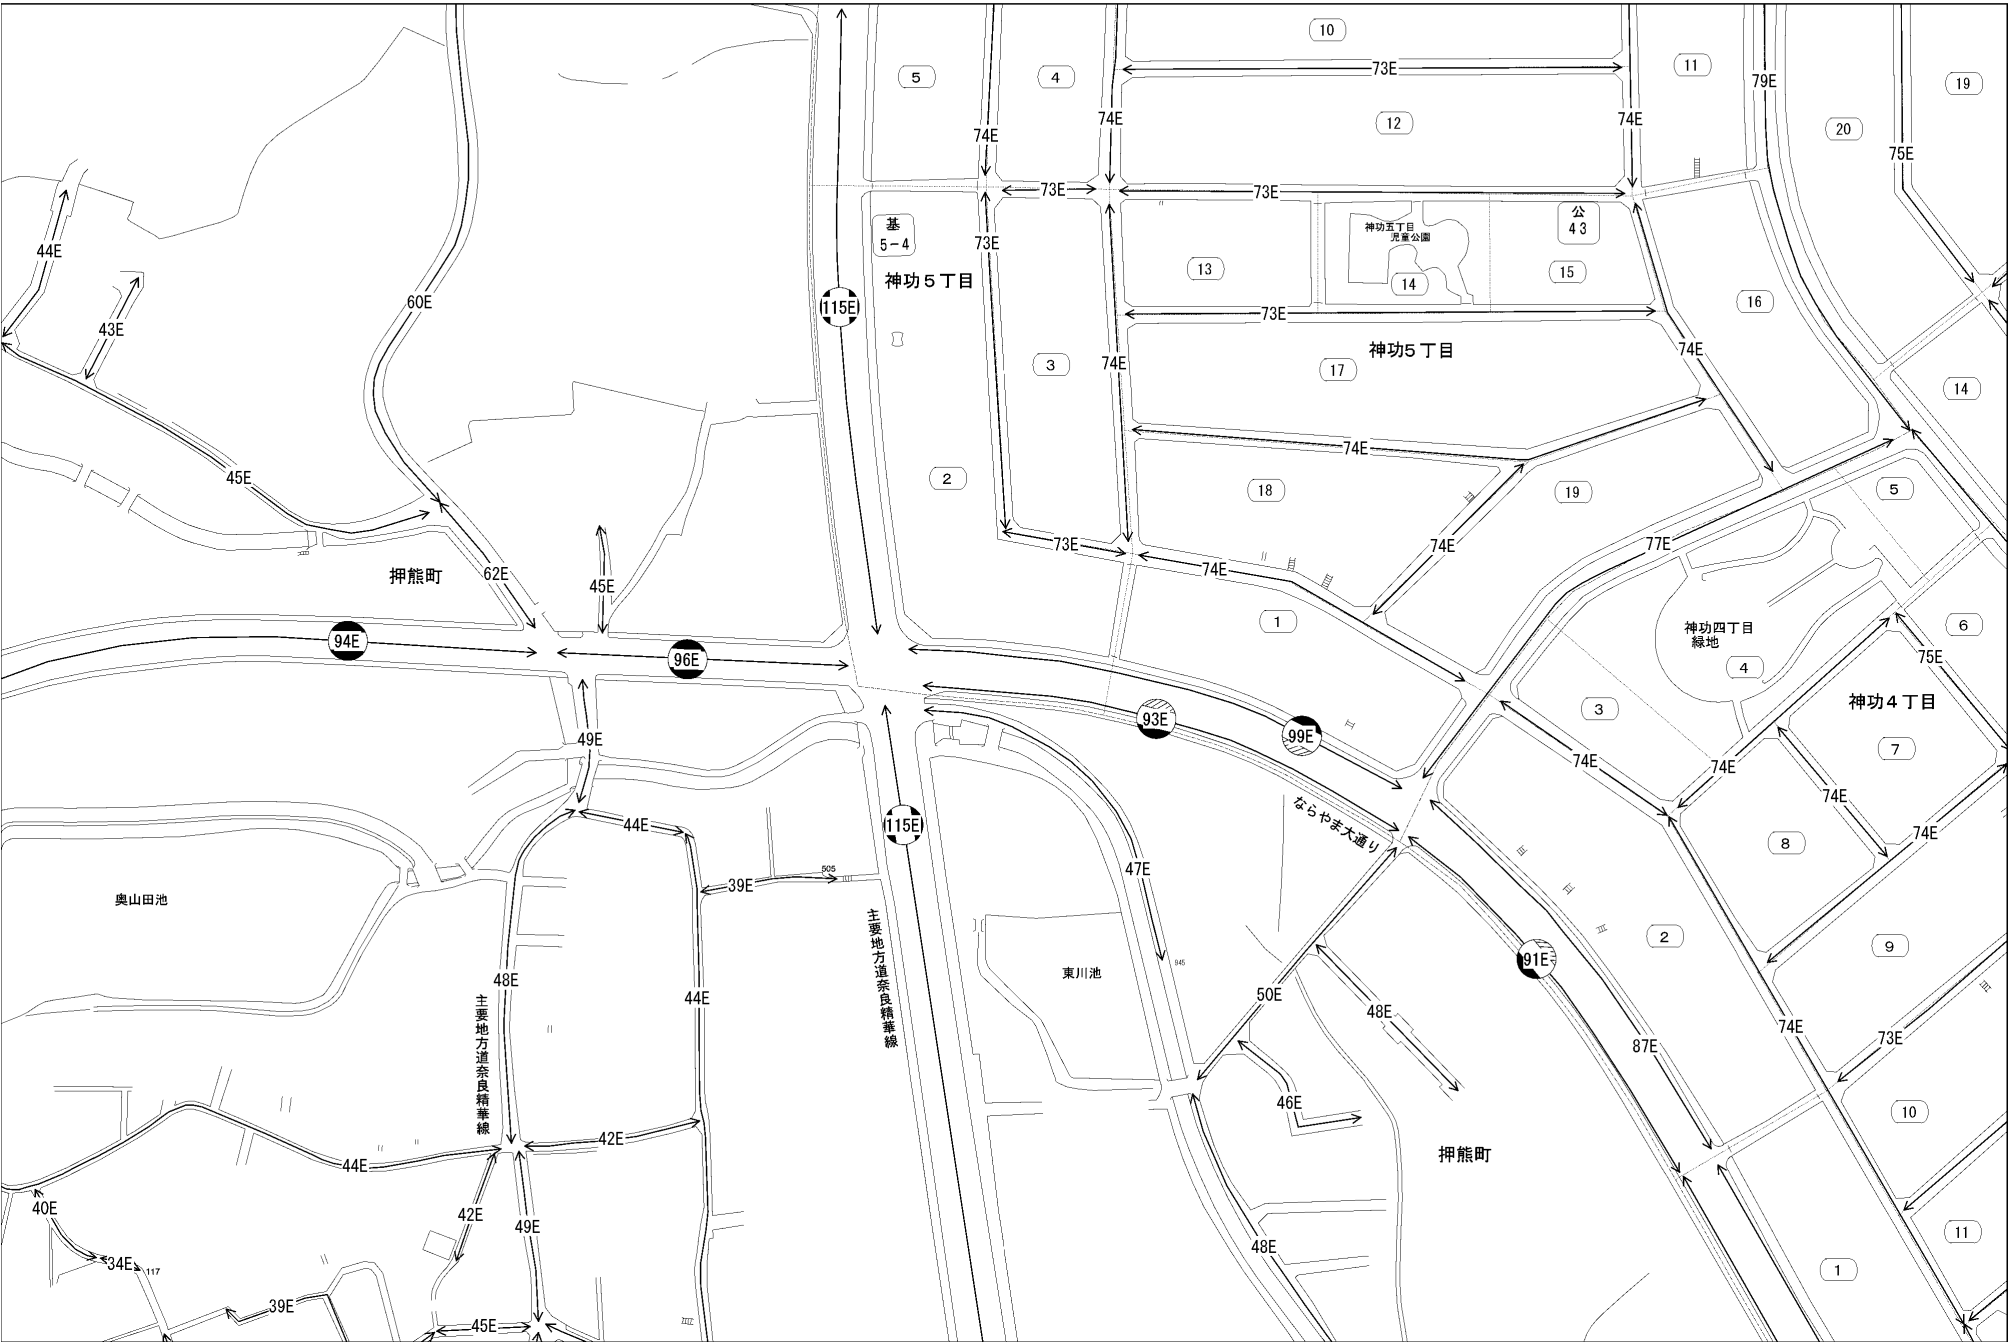 10
5
4
73E
11
79E
19
74E
74E
12
74E
20
75E
73E
73E
44E
基
5-4
73E
神功五丁目
児童公園
公
43
神功5丁目
13
14
15
16
60E
115E
43E
73E
神功5丁目
74E
3
74E
17
14
74E
45E
2
18
19
5
73E
74E
77E
押熊町
62E
45E
74E
1
神功四丁目
緑地
6
94E
96E
4
75E
3
神功4丁目
93E
99E
49E
7
74E
74E
74E
44E
115E
ならやま大通り
74E
8
47E
39E
505
奥山田池
主要地方道奈良精華線
2
9
91E
東川池
945
48E
主要地方道奈良精華線
44E
50E
48E
74E
87E
73E
46E
10
42E
44E
押熊町
40E
42E
49E
48E
11
34E
117
1
39E
45E